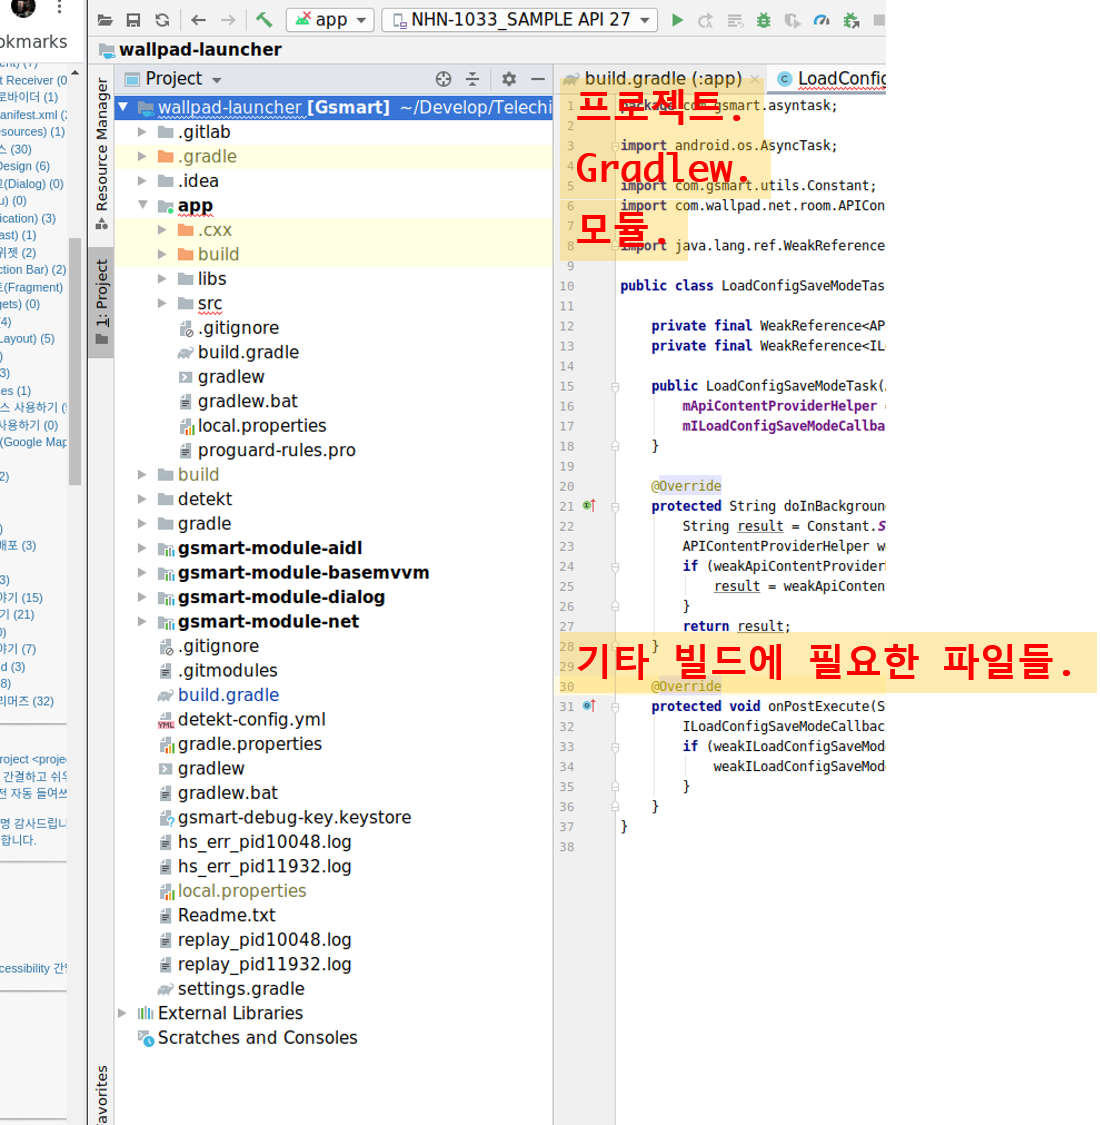 okmarks
t Receiver (0
로바이더 (1)
anifest.xml (2
esources) (1)
스 (30)
Design (6)
(Dialog) (0)
u) (0)
ication) (3)
ast) (1)
위젯 (2)
ction Bar) (2)
(Fragment)
gets) (0)
(4)
Layout) (5)
3)
es (1)
스 사용하기 (
사용하기 (0)
(Google Map
2)
배포 (3)
3)
야기 (15)
기 (21)
0)
야기 (7)
d (3)
8)
리머즈 (32)
roject <projec
간결하고 쉬우
전 자동 들여쓰
명 감사드립니
합니다.
cessibility 간
app
NHN-1033_SAMPLE API 27
wallpad-launcher
Resource Manager
1: Project
avorites
Project
wallpad-launcher [Gsmart] ~/Develop/Telechi
.gitlab
.gradle
.idea
app
.cxx
build
libs
src
.gitignore
build.gradle
gradlew
gradlew.bat
local.properties
proguard-rules.pro
build
detekt
gradle
gsmart-module-aidl
gsmart-module-basemvvm
gsmart-module-dialog
gsmart-module-net
.gitignore
.gitmodules
build.gradle
detekt-config.yml
gradle.properties
gradlew
gradlew.bat
gsmart-debug-key.keystore
hs_err_pid10048.log
hs_err_pid11932.log
local.properties
Readme.txt
replay_pid10048.log
replay_pid11932.log
settings.gradle
External Libraries
Scratches and Consoles
build.gradle (:app)
LoadConfig
프로젝트.
Gradlew.
모듈.
기타 빌드에 필요한 파일들.
1 package com.gsmart.asyntask;
2
3 import android.os.AsyncTask;
4
5 import com.gsmart.utils.Constant;
6 import com.wallpad.net.room.APICon
7
8 import java.lang.ref.WeakReference
9
10 public class LoadConfigSaveModeTas
11
12 private final WeakReference<AP
13 private final WeakReference<IL
14
15 public LoadConfigSaveModeTask(
16 mApiContentProviderHelper =
17 mILoadConfigSaveModeCallba
18 }
19
20 @Override
21 protected String doInBackgroun
22 String result = Constant.S
23 APIContentProviderHelper w
24 if (weakApiContentProvider
25 result = weakApiConten
26 }
27 return result;
28 }
29
30 @Override
31 protected void onPostExecute(S
32 ILoadConfigSaveModeCallbac
33 if (weakILoadConfigSaveMod
34 weakILoadConfigSaveMod
35 }
36 }
37 }
38